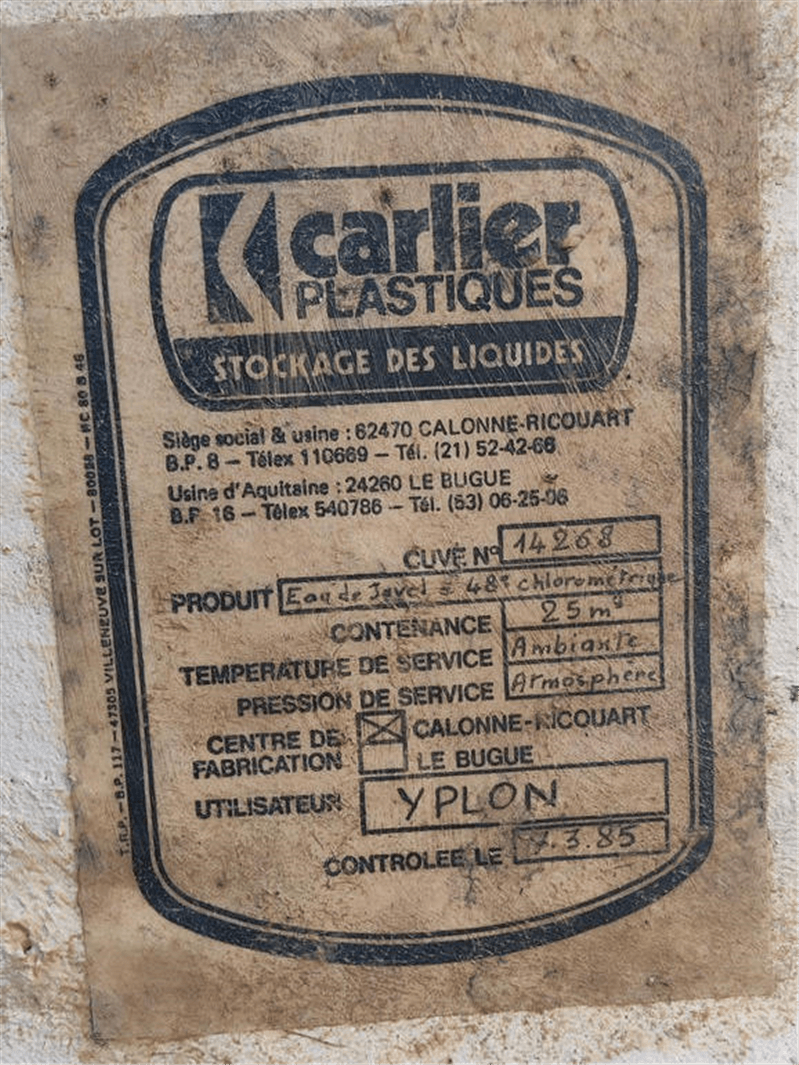 carlier
PLASTIQUES
STOCKAGE DES LIQUIDES
Siège social & usine : 62470 CALONNE-RICOUART
B.P. 8 – Télex 110669 – Tél. (21) 52-42-66
Usine d'Aquitaine : 24260 LE BUGUE
B.P 16 – Télex 540786 – Tél. (53) 06-25-06
CUVE N° 14268
PRODUIT Eau de Javel = 48° chlorométrique
CONTENANCE 25 m³
TEMPERATURE DE SERVICE Ambiante
PRESSION DE SERVICE Atmosphère
CENTRE DE FABRICATION
CALONNE-RICOUART
LE BUGUE
UTILISATEUR YPLON
CONTROLEE LE 7.3.85
B.P. 117 – 47305 VILLENEUVE SUR LOT – RC 80 B 46